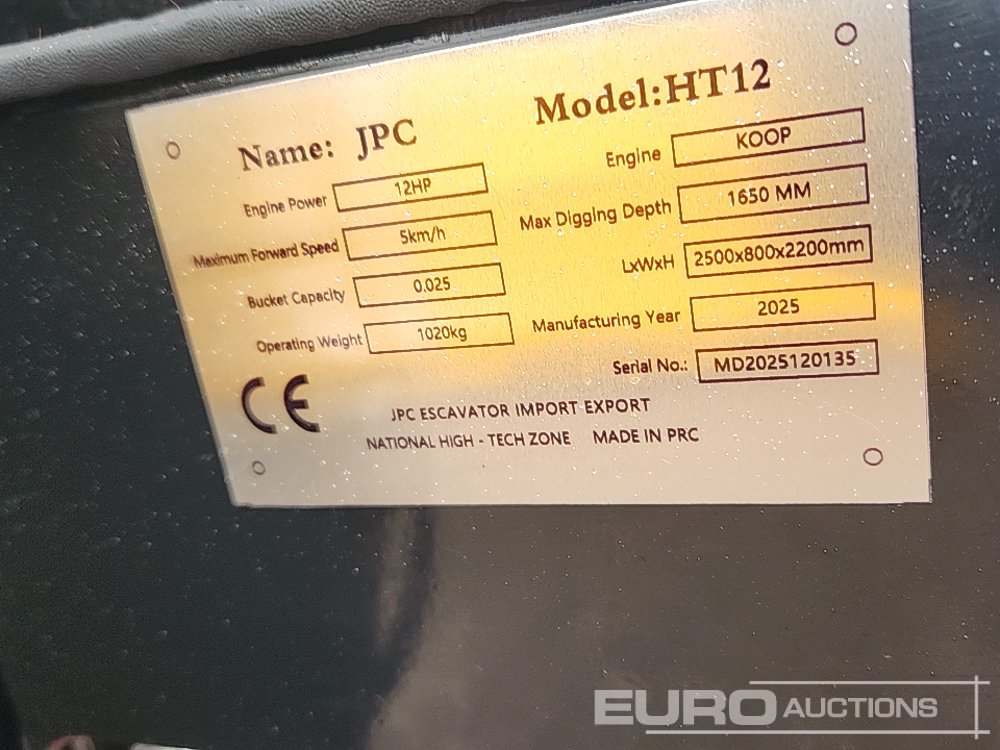 Name: JPC Model:HT12
Engine Power 12HP Engine KOOP
Maximum Forward Speed 5km/h Max Digging Depth 1650 MM
Bucket Capacity 0.025 LxWxH 2500x800x2200mm
Operating Weight 1020kg Manufacturing Year 2025
Serial No.: MD2025120135
CE JPC ESCAVATOR IMPORT EXPORT
NATIONAL HIGH - TECH ZONE MADE IN PRC
EURO AUCTIONS